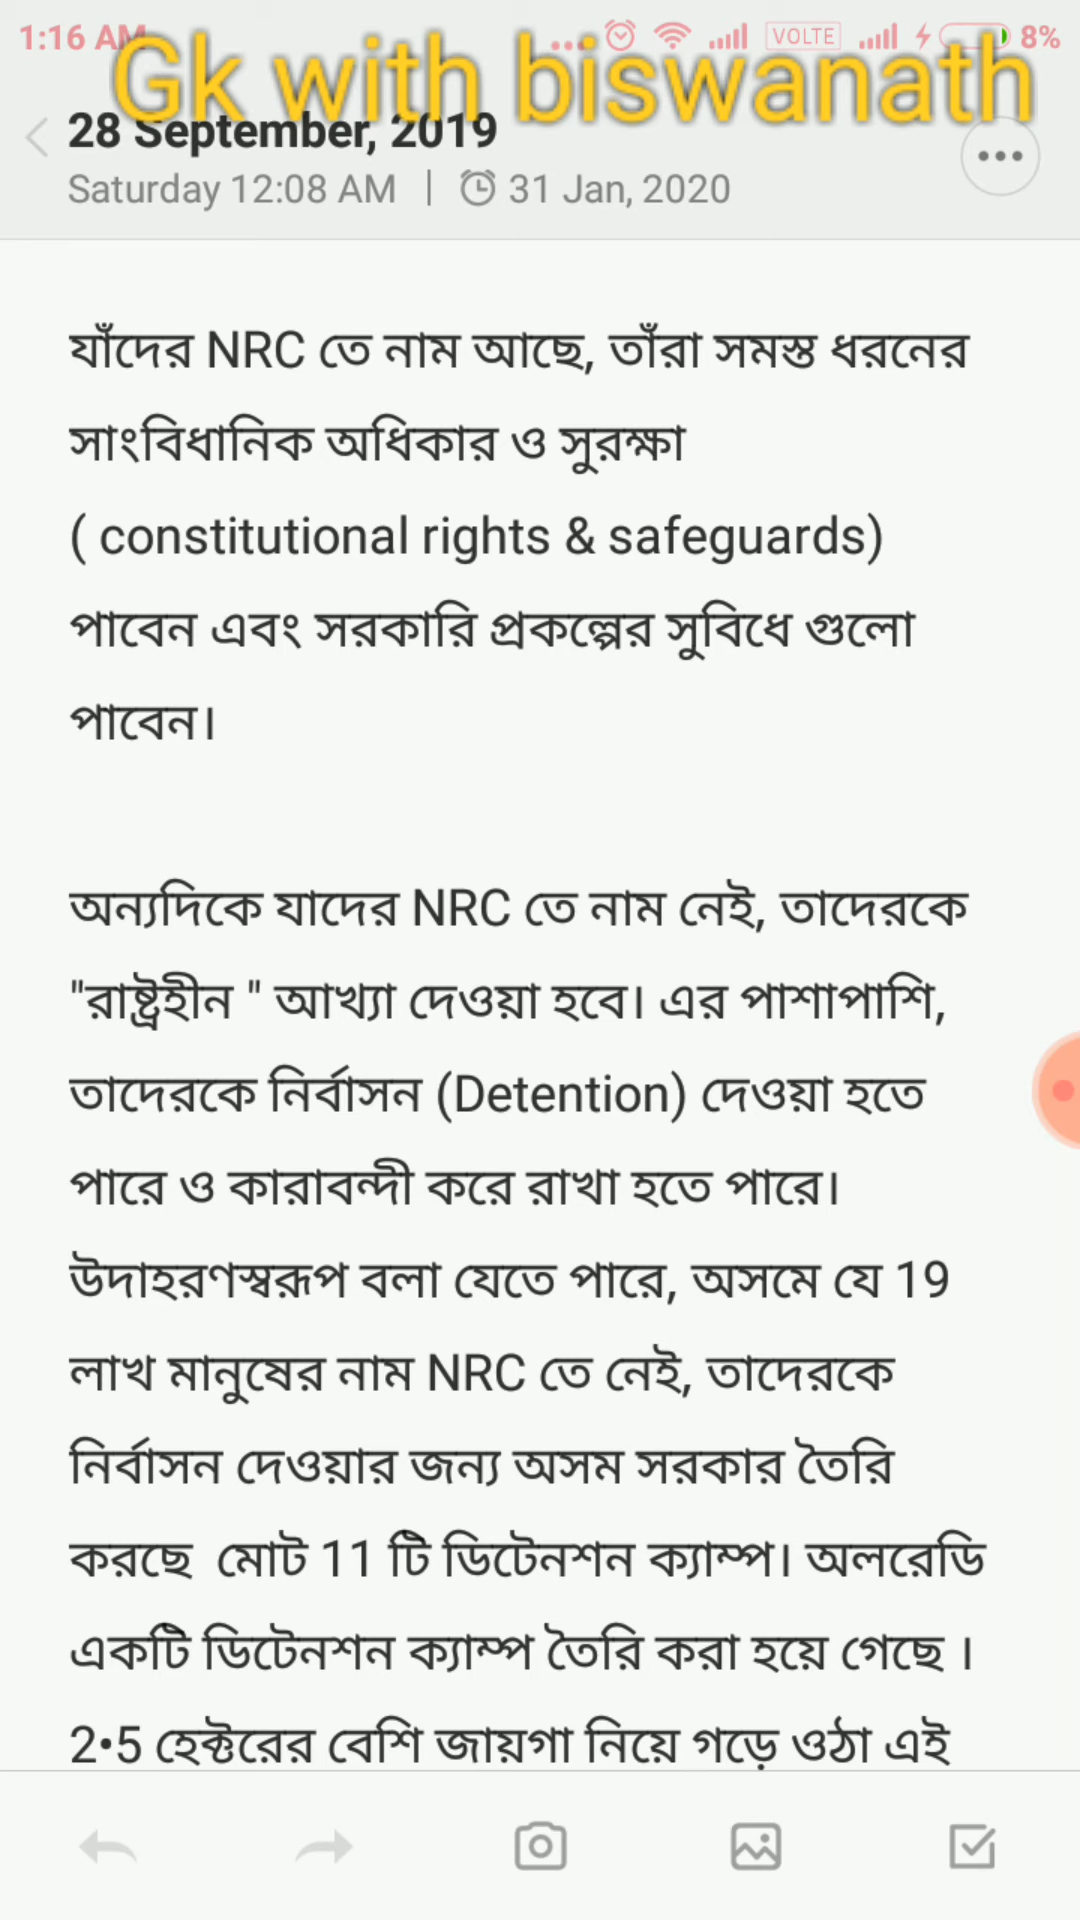 1:16 AM
VOLTE
8%
Gk with biswanath
28 September, 2019
Saturday 12:08 AM | 31 Jan, 2020
যাঁদের NRC তে নাম আছে, তাঁরা সমস্ত ধরনের
সাংবিধানিক অধিকার ও সুরক্ষা
( constitutional rights & safeguards)
পাবেন এবং সরকারি প্রকল্পের সুবিধে গুলো
পাবেন।
অন্যদিকে যাদের NRC তে নাম নেই, তাদেরকে
"রাষ্ট্রহীন " আখ্যা দেওয়া হবে। এর পাশাপাশি,
তাদেরকে নির্বাসন (Detention) দেওয়া হতে
পারে ও কারাবন্দী করে রাখা হতে পারে।
উদাহরণস্বরূপ বলা যেতে পারে, অসমে যে 19
লাখ মানুষের নাম NRC তে নেই, তাদেরকে
নির্বাসন দেওয়ার জন্য অসম সরকার তৈরি
করছে  মোট 11 টি ডিটেনশন ক্যাম্প। অলরেডি
একটি ডিটেনশন ক্যাম্প তৈরি করা হয়ে গেছে ।
2•5 হেক্টরের বেশি জায়গা নিয়ে গড়ে ওঠা এই